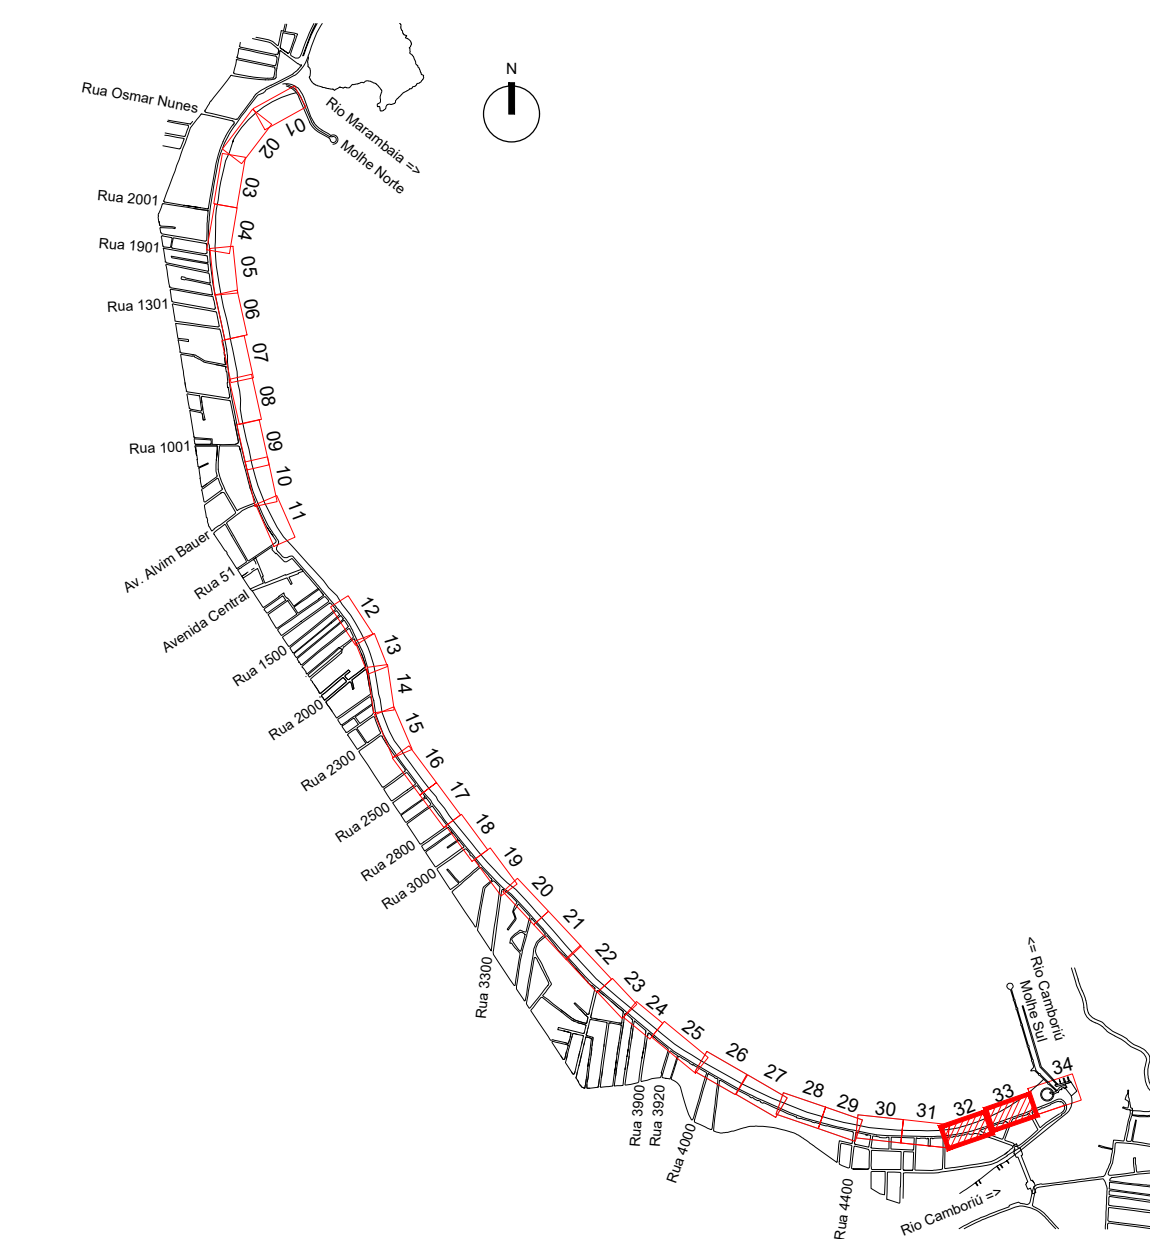 N
Rua Osmar Nunes
Rio Marambaia =>
Molhe Norte
01
02
03
Rua 2001
04
Rua 1901
05
Rua 1301
06
07
08
Rua 1001
09
10
11
Av. Alvim Bauer
Rua 51
Avenida Central
12
Rua 1500
13
14
Rua 2000
15
Rua 2300
16
17
Rua 2500
18
Rua 2800
19
Rua 3000
20
21
22
Rua 3300
23
24
25
26
27
28
29
30
31
32
33
34
<= Rio Camboriú
Molhe Sul
Rua 3900
Rua 3920
Rua 4000
Rua 4400
Rio Camboriú =>